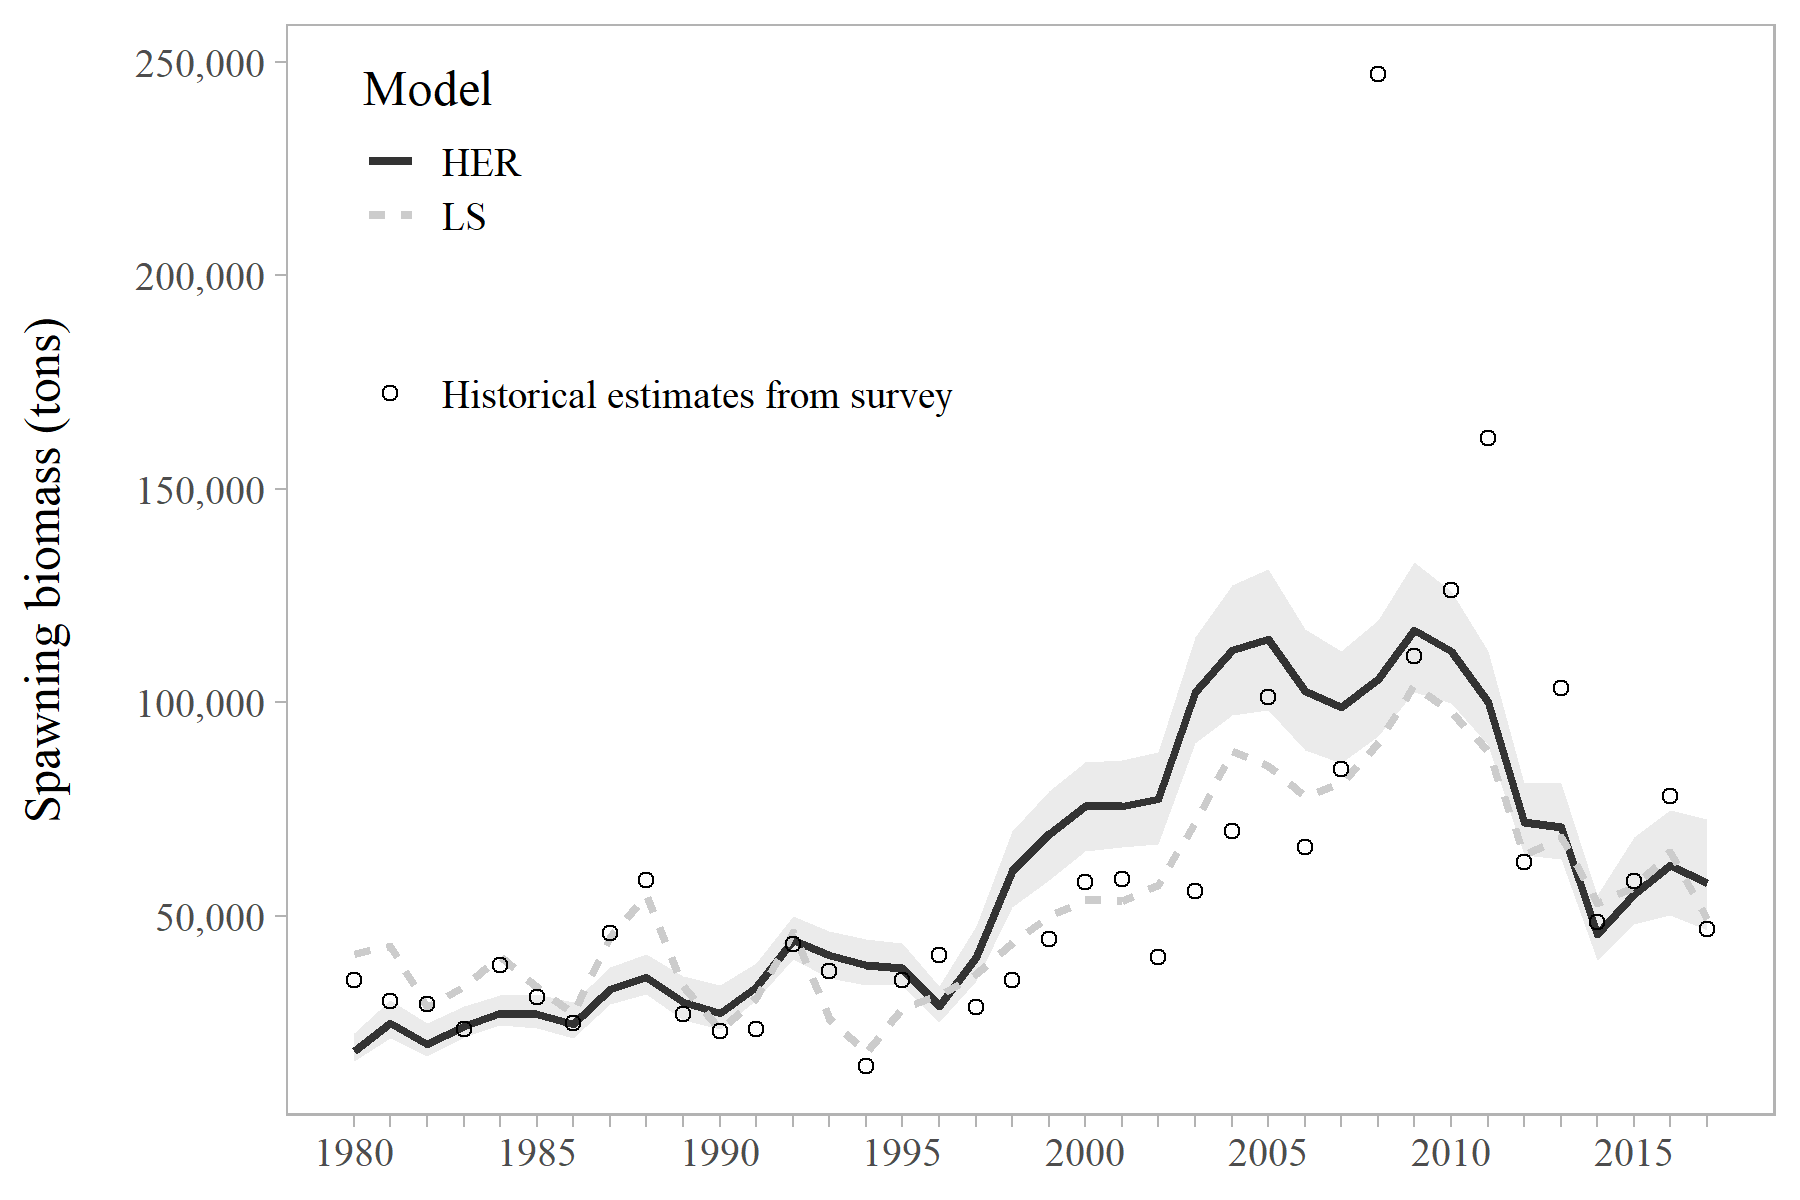 250,000
200,000
150,000
100,000
50,000
Spawning biomass (tons)
Model
HER
LS
Historical estimates from survey
1980 1985 1990 1995 2000 2005 2010 2015